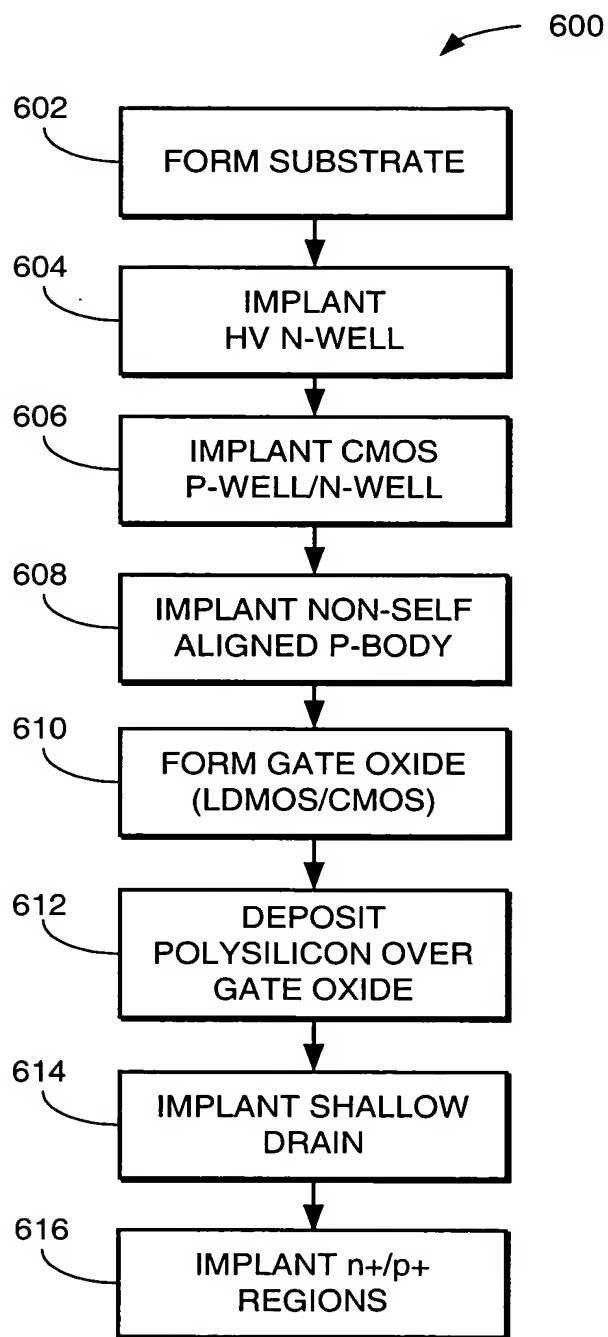 600
602
FORM SUBSTRATE
604
IMPLANT
HV N-WELL
606
IMPLANT CMOS
P-WELL/N-WELL
608
IMPLANT NON-SELF
ALIGNED P-BODY
610
FORM GATE OXIDE
(LDMOS/CMOS)
612
DEPOSIT
POLYSILICON OVER
GATE OXIDE
614
IMPLANT SHALLOW
DRAIN
616
IMPLANT n+/p+
REGIONS